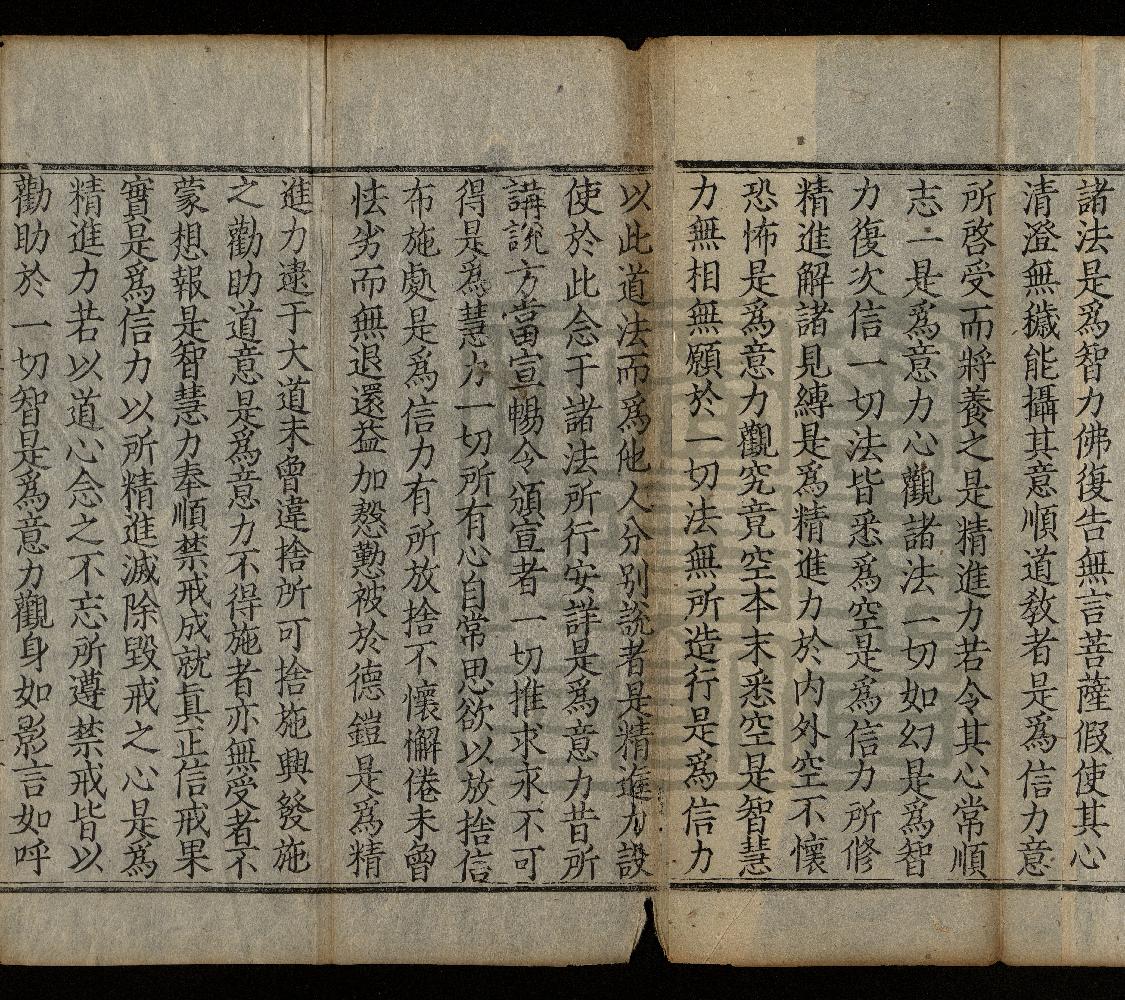 諸法是爲智力佛復告無言菩薩假使其心
清澄無穢能攝其意順道教者是爲信力意
所啓受而將養之是精進力若令其心常順
志一是爲意力心觀諸法一切如幻是爲智
力復次信一切法皆悉爲空是爲信力所修
精進解諸見縛是爲精進力於内外空不懷
恐怖是爲意力觀究竟空本末悉空是智慧
力無相無願於一切法無所造行是爲信力
以此道法而爲他人分别説者是精進力設
使於此念于諸法所行安詳是爲意力昔所
講説方當宣暢今頒宣者一切推求永不可
得是爲慧力一切所有心自常思欲以放捨信
布施處是爲信力有所放捨不懷懈倦未曾
怯劣而無退還益加慇懃被於德鎧是爲精
進力逮于大道未曾違捨所可捨施興發施
之勸助道意是爲意力不得施者亦無受者不
蒙想報是智慧力奉順禁戒成就真正信戒果
實是爲信力以所精進滅除毀戒之心是爲
精進力若以道心念之不忘所遵禁戒皆以
勸助於一切智是爲意力觀身如影言如呼